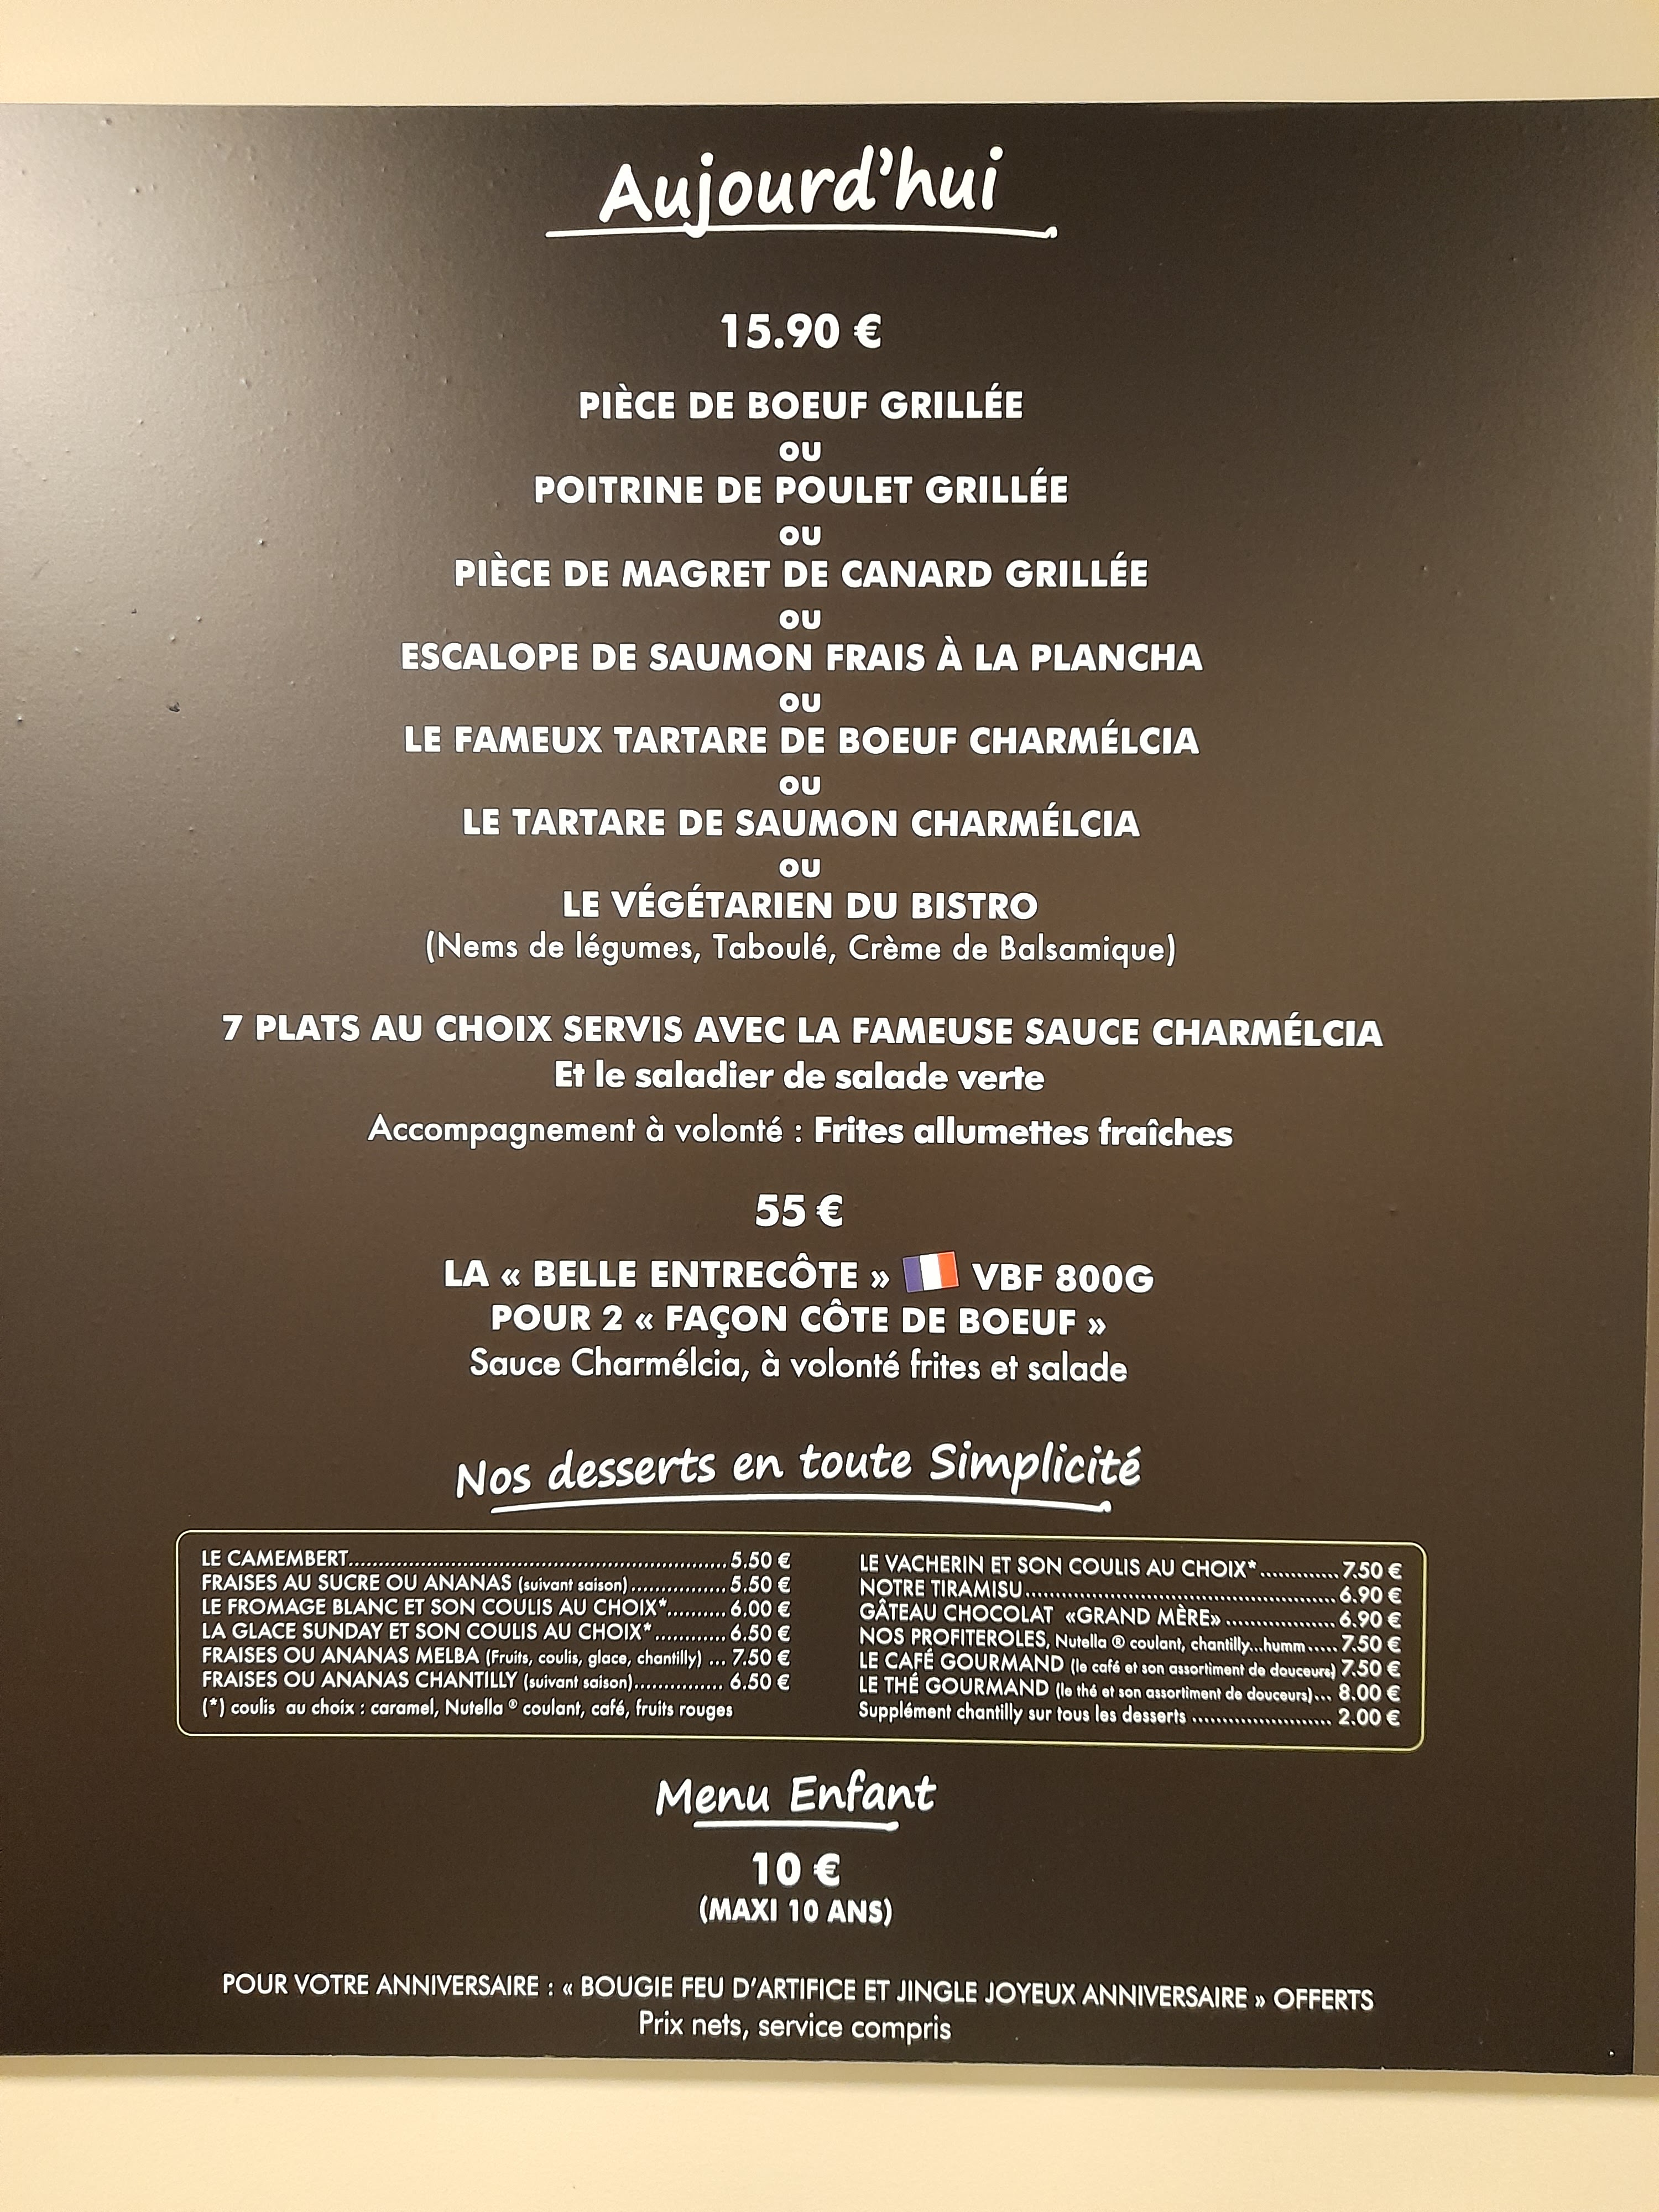 Aujourd'hui
15.90 €
PIÈCE DE BOEUF GRILLÉE
ou
POITRINE DE POULET GRILLÉE
ou
PIÈCE DE MAGRET DE CANARD GRILLÉE
ou
ESCALOPE DE SAUMON FRAIS À LA PLANCHA
ou
LE FAMEUX TARTARE DE BOEUF CHARMÉLCIA
ou
LE TARTARE DE SAUMON CHARMÉLCIA
ou
LE VÉGÉTARIEN DU BISTRO
(Nems de légumes, Taboulé, Crème de Balsamique)
7 PLATS AU CHOIX SERVIS AVEC LA FAMEUSE SAUCE CHARMÉLCIA
Et le saladier de salade verte
Accompagnement à volonté : Frites allumettes fraîches
55 €
LA « BELLE ENTRECÔTE » VBF 800G
POUR 2 « FAÇON CÔTE DE BOEUF »
Sauce Charmélcia, à volonté frites et salade
Nos desserts en toute Simplicité
LE CAMEMBERT............................................................... 5.50 €
FRAISES AU SUCRE OU ANANAS (suivant saison)................ 5.50 €
LE FROMAGE BLANC ET SON COULIS AU CHOIX*.......... 6.00 €
LA GLACE SUNDAY ET SON COULIS AU CHOIX*............ 6.50 €
FRAISES OU ANANAS MELBA (Fruits, coulis, glace, chantilly) ... 7.50 €
FRAISES OU ANANAS CHANTILLY (suivant saison)............... 6.50 €
(*) coulis au choix : caramel, Nutella ® coulant, café, fruits rouges
LE VACHERIN ET SON COULIS AU CHOIX*............. 7.50 €
NOTRE TIRAMISU.................................................... 6.90 €
GÂTEAU CHOCOLAT «GRAND MÈRE» .................. 6.90 €
NOS PROFITEROLES, Nutella ® coulant, chantilly...humm..... 7.50 €
LE CAFÉ GOURMAND (le café et son assortiment de douceurs) 7.50 €
LE THÉ GOURMAND (le thé et son assortiment de douceurs)... 8.00 €
Supplément chantilly sur tous les desserts ....................... 2.00 €
Menu Enfant
10 €
(MAXI 10 ANS)
POUR VOTRE ANNIVERSAIRE : « BOUGIE FEU D'ARTIFICE ET JINGLE JOYEUX ANNIVERSAIRE » OFFERTS
Prix nets, service compris